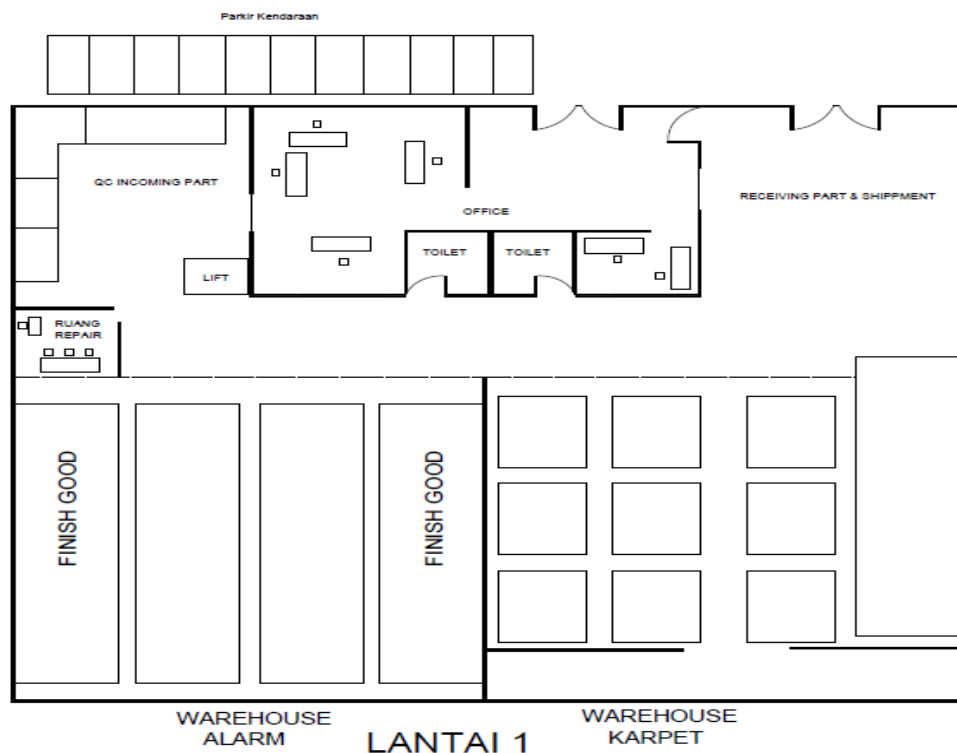 Parkir Kendaraan
QC INCOMING PART
RECEIVING PART & SHIPPMENT
OFFICE
TOILET
TOILET
LIFT
RUANG
REPAIR
FINISH GOOD
FINISH GOOD
WAREHOUSE
ALARM
LANTAI 1
WAREHOUSE
KARPET